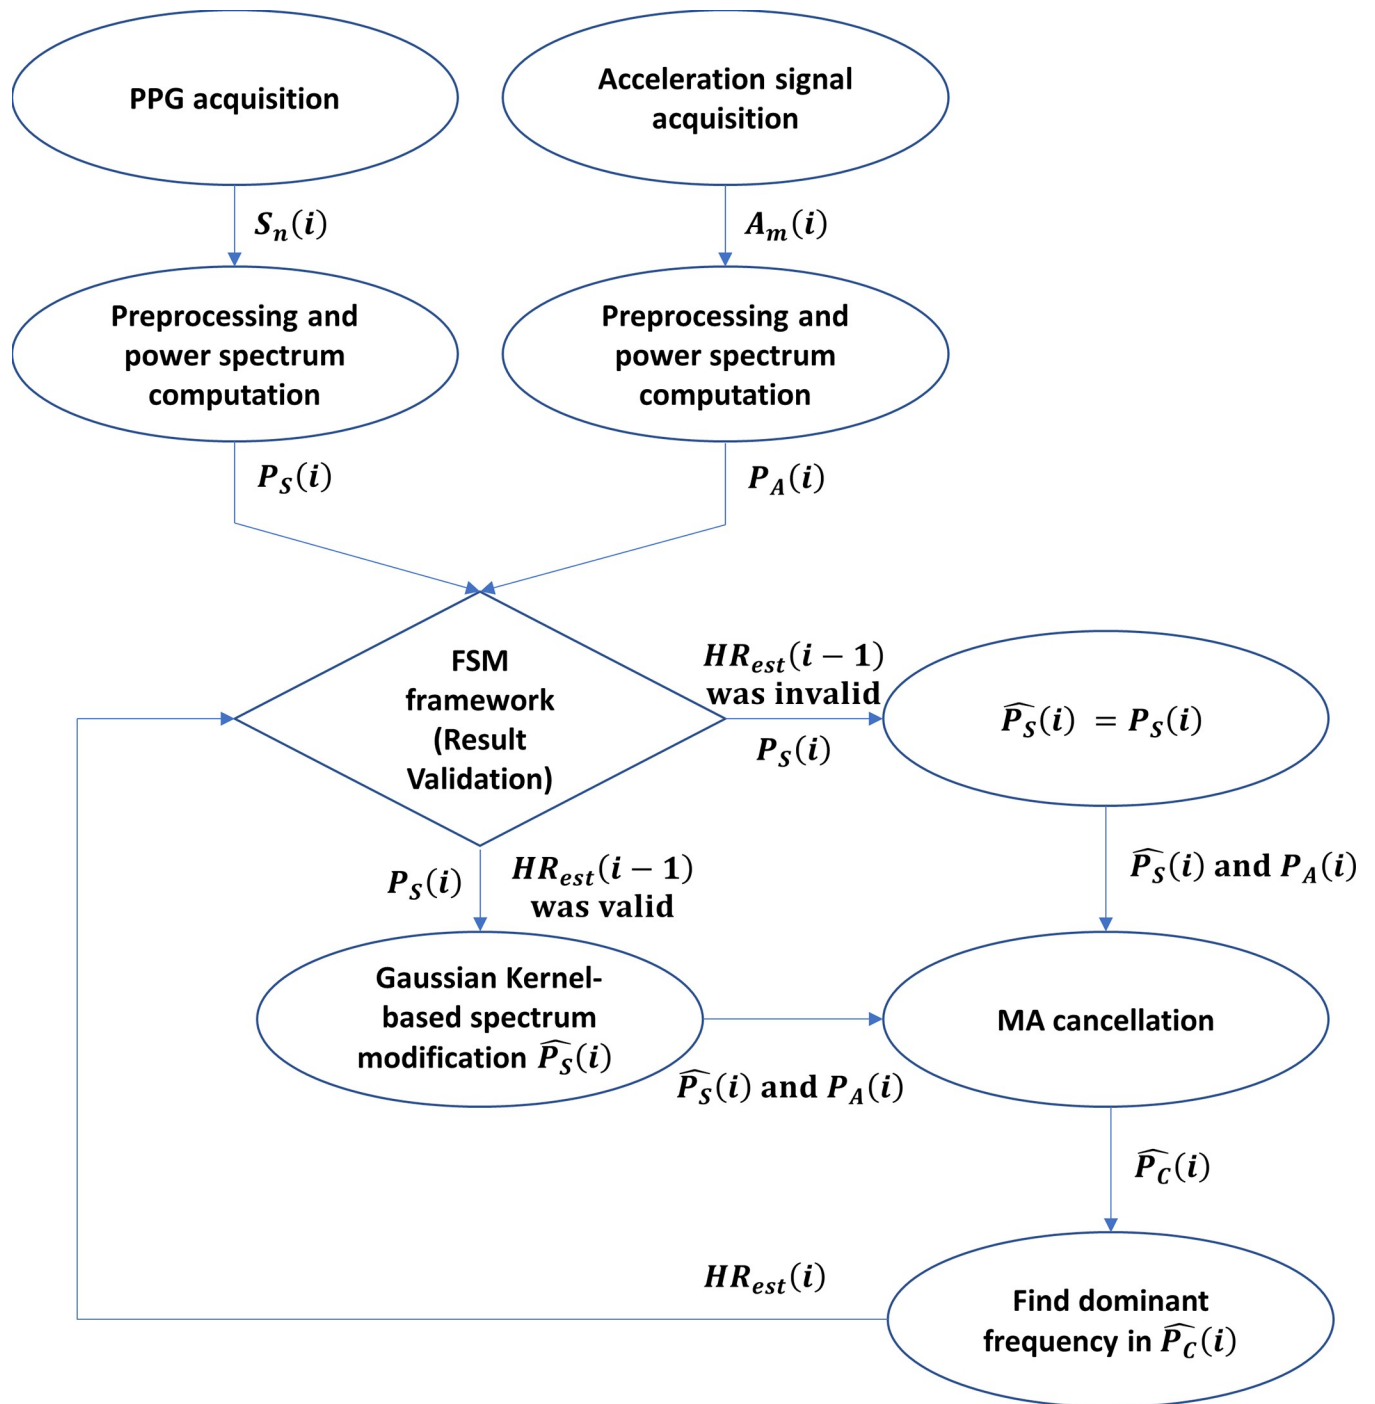 PPG acquisition
Acceleration signal
acquisition
Sₙ(i)
Aₘ(i)
Preprocessing and
power spectrum
computation
Preprocessing and
power spectrum
computation
P_S(i)
P_A(i)
FSM
framework
(Result
Validation)
HR_est(i − 1)
was invalid
P_S(i)
P̂_S(i) = P_S(i)
P_S(i)
HR_est(i − 1)
was valid
P̂_S(i) and P_A(i)
Gaussian Kernel-
based spectrum
modification P̂_S(i)
P̂_S(i) and P_A(i)
MA cancellation
P̂_C(i)
HR_est(i)
Find dominant
frequency in P̂_C(i)